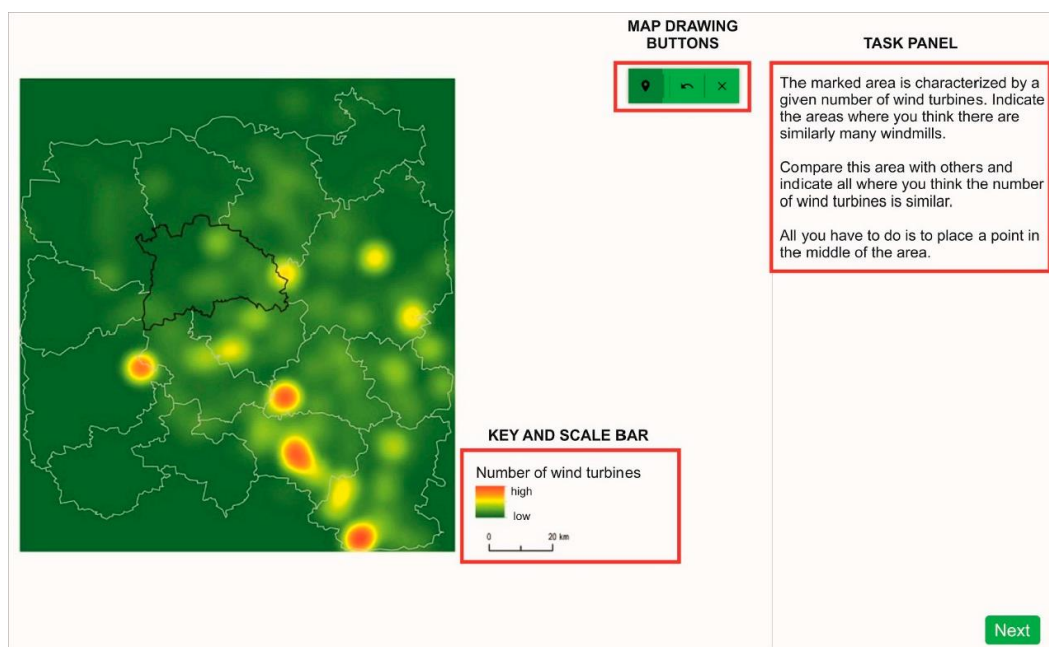 MAP DRAWING
BUTTONS
TASK PANEL
The marked area is characterized by a
given number of wind turbines. Indicate
the areas where you think there are
similarly many windmills.
Compare this area with others and
indicate all where you think the number
of wind turbines is similar.
All you have to do is to place a point in
the middle of the area.
KEY AND SCALE BAR
Number of wind turbines
high
low
0 20 km
Next